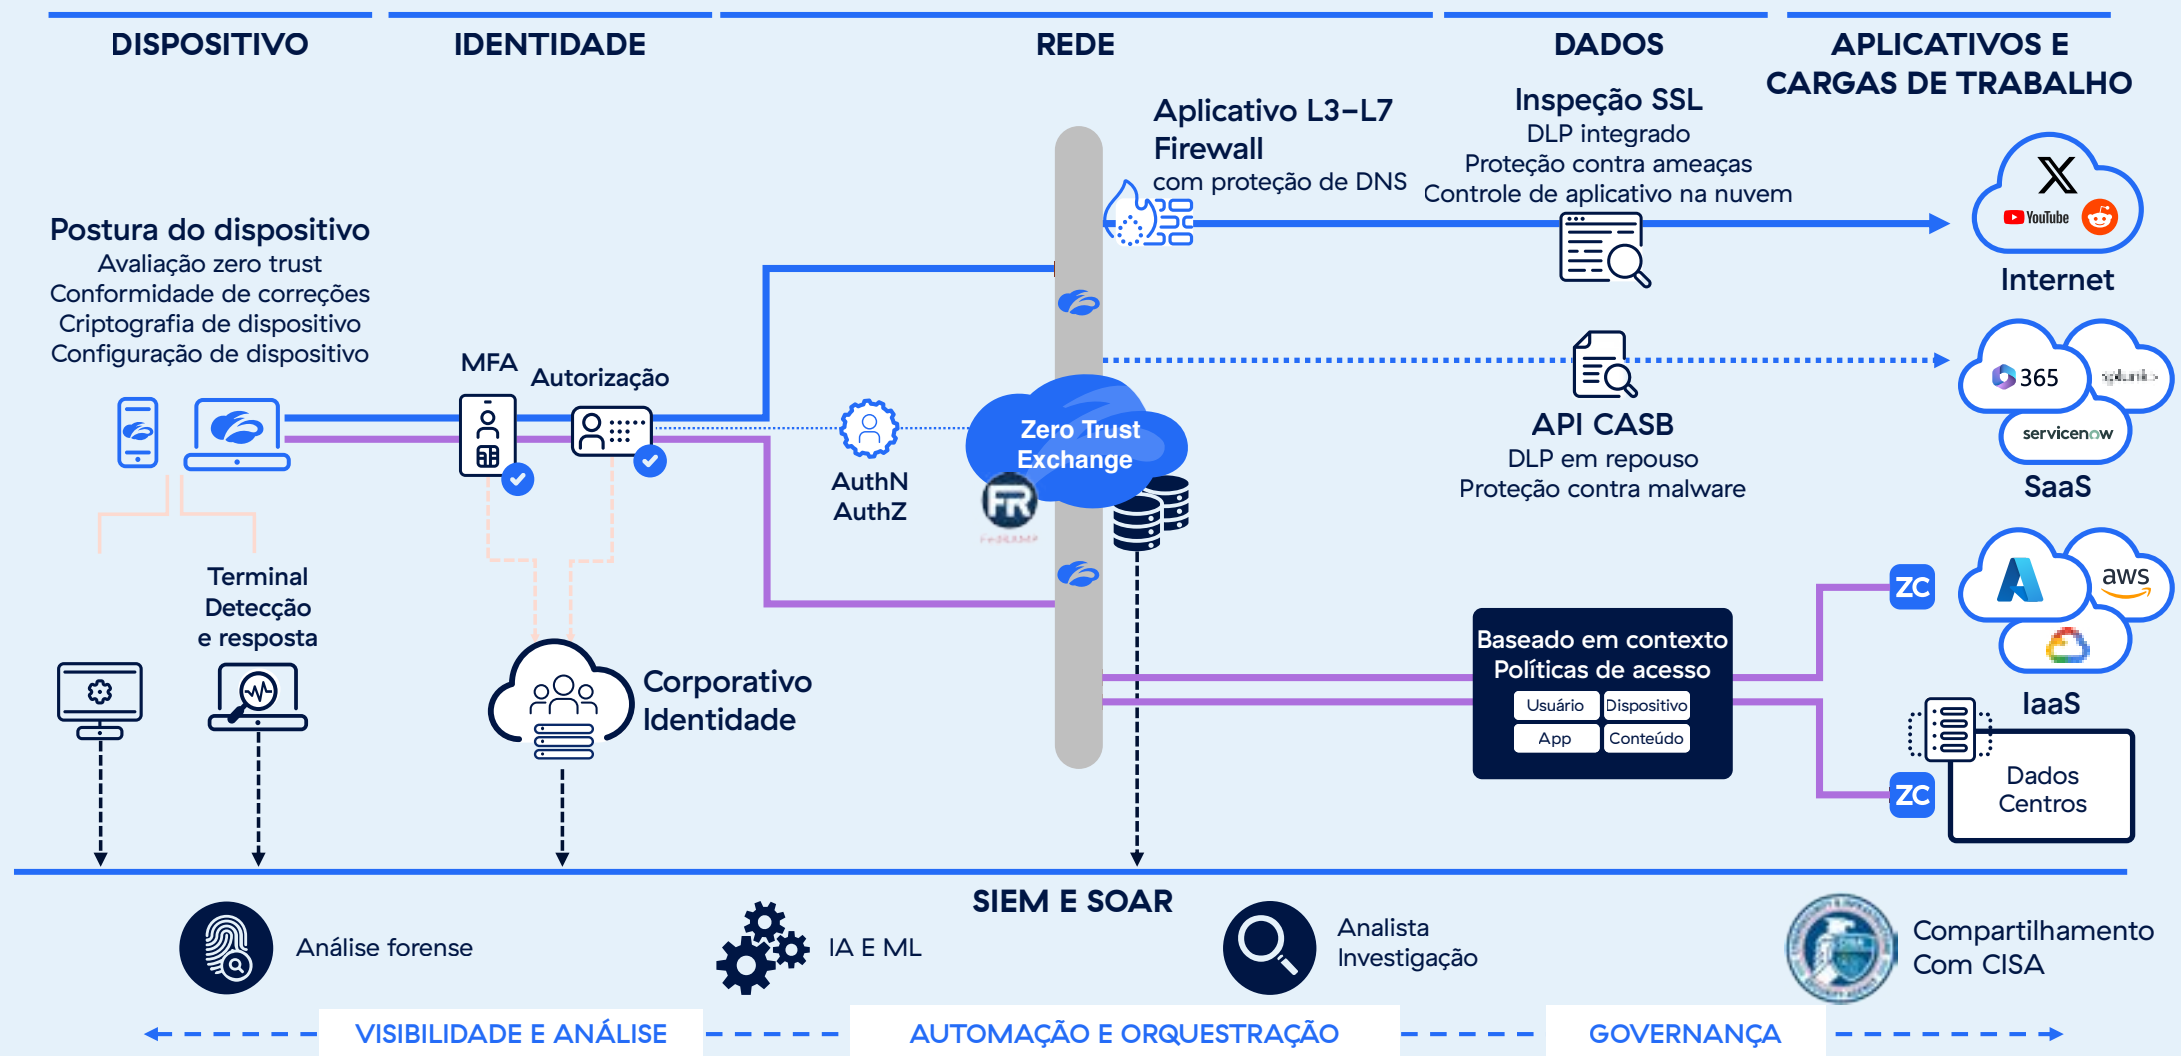 DISPOSITIVO
IDENTIDADE
REDE
DADOS
APLICATIVOS E
CARGAS DE TRABALHO
Postura do dispositivo
Avaliação zero trust
Conformidade de correções
Criptografia de dispositivo
Configuração de dispositivo
MFA
Autorização
AuthN
AuthZ
Terminal
Detecção
e resposta
Corporativo
Identidade
Zero Trust
Exchange
FR
FedRAMP
Aplicativo L3–L7
Firewall
com proteção de DNS
Inspeção SSL
DLP integrado
Proteção contra ameaças
Controle de aplicativo na nuvem
API CASB
DLP em repouso
Proteção contra malware
Baseado em contexto
Políticas de acesso
Usuário
Dispositivo
App
Conteúdo
X
YouTube
Internet
365
splunk>
servicenow
SaaS
ZC
aws
IaaS
ZC
Dados
Centros
SIEM E SOAR
Análise forense
IA E ML
Analista
Investigação
Compartilhamento
Com CISA
VISIBILIDADE E ANÁLISE
AUTOMAÇÃO E ORQUESTRAÇÃO
GOVERNANÇA